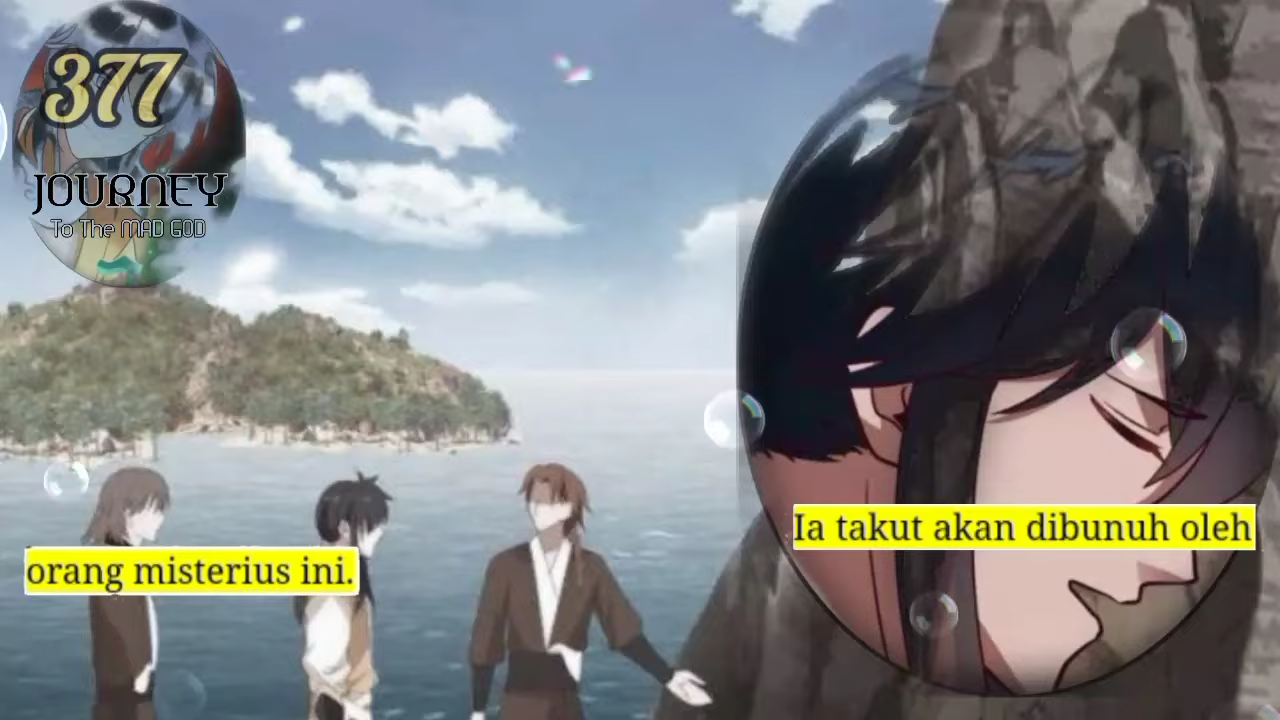 377
JOURNEY
To The MAD GOD
Ia takut akan dibunuh oleh
orang misterius ini.